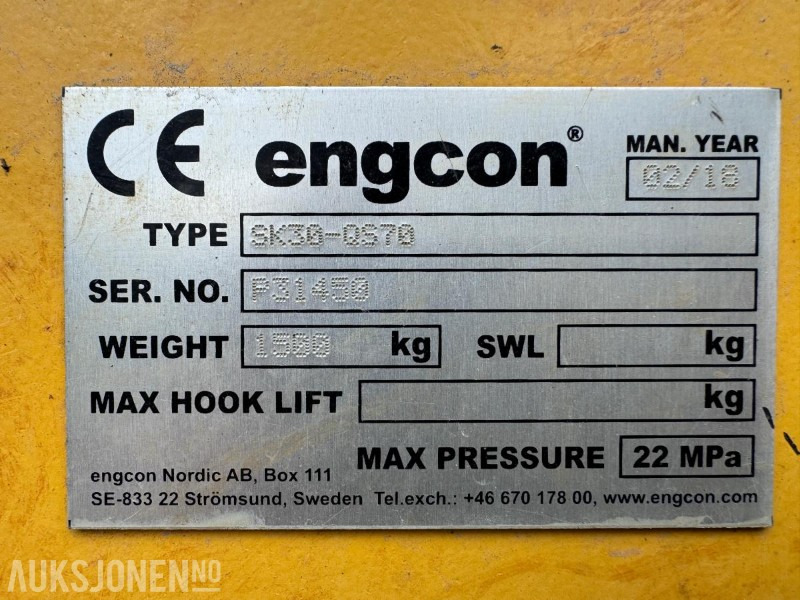 CE engcon® MAN. YEAR
02/18
TYPE SK30-QS70
SER. NO. P31450
WEIGHT 1500 kg SWL kg
MAX HOOK LIFT kg
MAX PRESSURE 22 MPa
engcon Nordic AB, Box 111
SE-833 22 Strömsund, Sweden Tel.exch.: +46 670 178 00, www.engcon.com
AUKSJONEN.NO